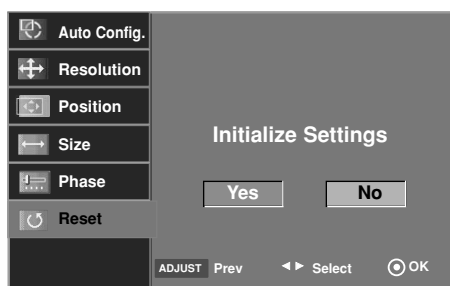 Auto Config.
Resolution
Position
Size
Phase
Reset
Initialize Settings
Yes No
ADJUST Prev ◄► Select OK